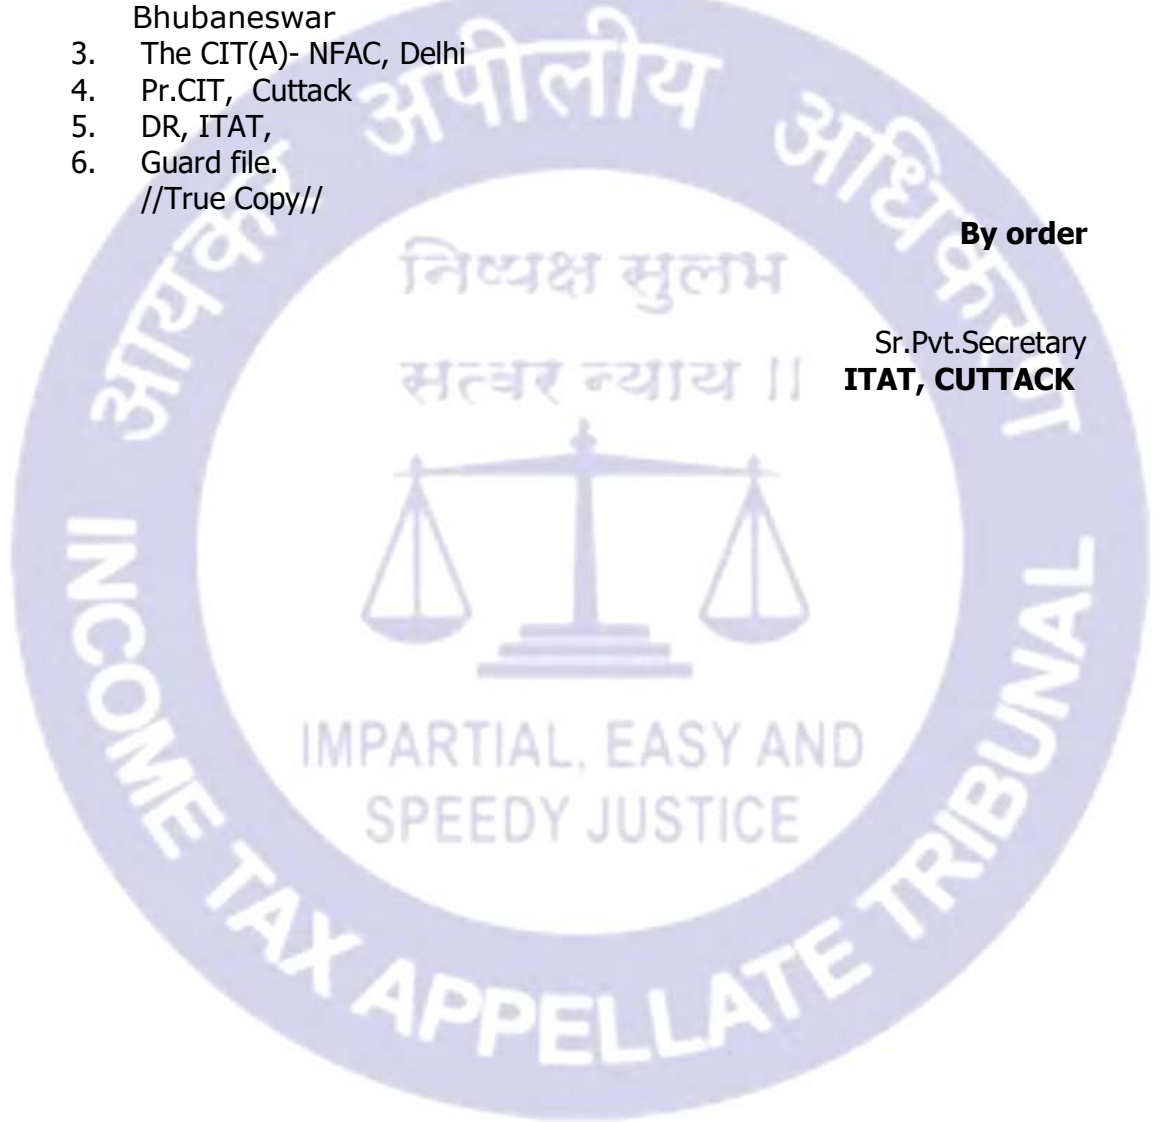 Bhubaneswar
3. The CIT(A)- NFAC, Delhi
4. Pr.CIT, Cuttack
5. DR, ITAT,
6. Guard file.
//True Copy//
By order
Sr.Pvt.Secretary
ITAT, CUTTACK
आयकर अपीलीय अधिकरण
निष्पक्ष सुलभ
सत्वर न्याय ||
IMPARTIAL, EASY AND
SPEEDY JUSTICE
INCOME TAX APPELLATE TRIBUNAL